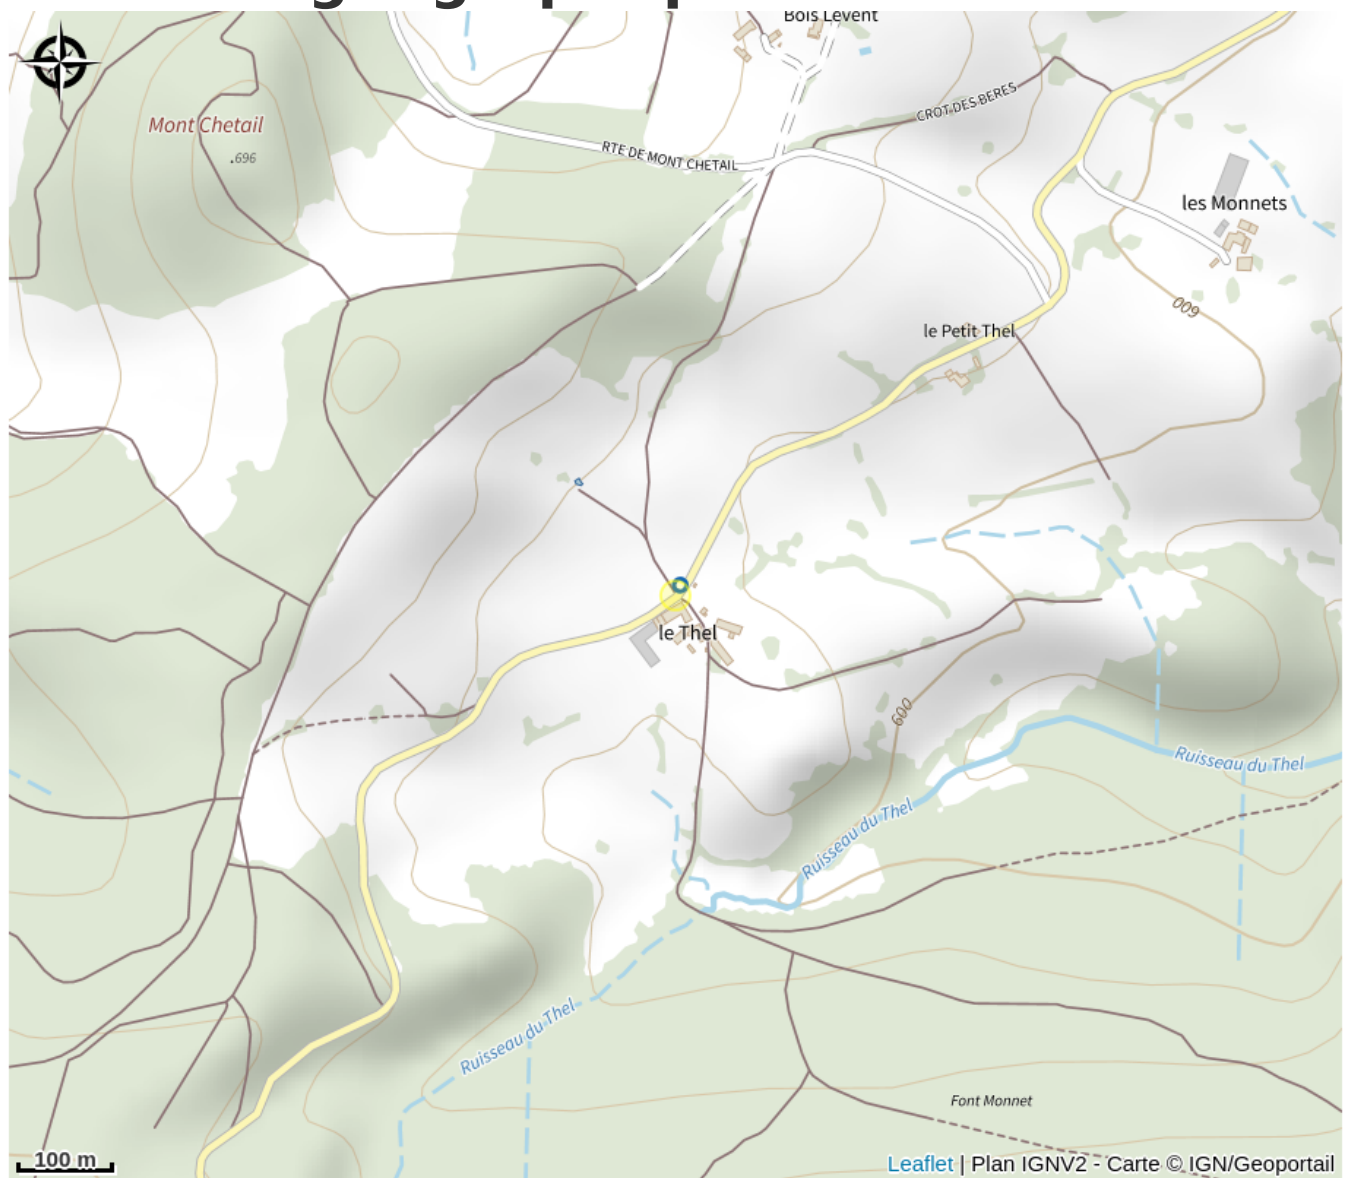 Bois Levent
CROT DES BERES
Mont Chetail
.696
RTE DE MONT CHETAIL
les Monnets
600
le Petit Thel
le Thel
600
Ruisseau du Thel
Ruisseau du Thel
Ruisseau du Thel
Font Monnet
100 m
Leaflet | Plan IGNV2 - Carte © IGN/Geoportail